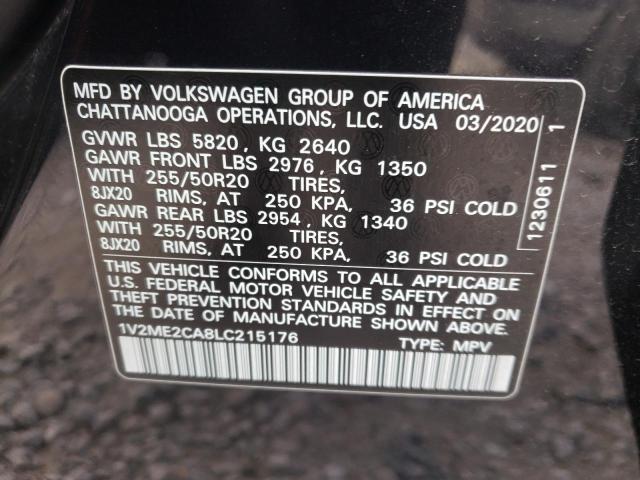 MFD BY VOLKSWAGEN GROUP OF AMERICA
CHATTANOOGA OPERATIONS, LLC. USA 03/2020
GVWR LBS 5820, KG 2640
GAWR FRONT LBS 2976, KG 1350
WITH 255/50R20 TIRES,
8JX20 RIMS, AT 250 KPA, 36 PSI COLD
GAWR REAR LBS 2954, KG 1340
WITH 255/50R20 TIRES,
8JX20 RIMS, AT 250 KPA, 36 PSI COLD
THIS VEHICLE CONFORMS TO ALL APPLICABLE
U.S. FEDERAL MOTOR VEHICLE SAFETY AND
THEFT PREVENTION STANDARDS IN EFFECT ON
THE DATE OF MANUFACTURE SHOWN ABOVE.
1V2ME2CA8LC215176 TYPE: MPV
1230611 1